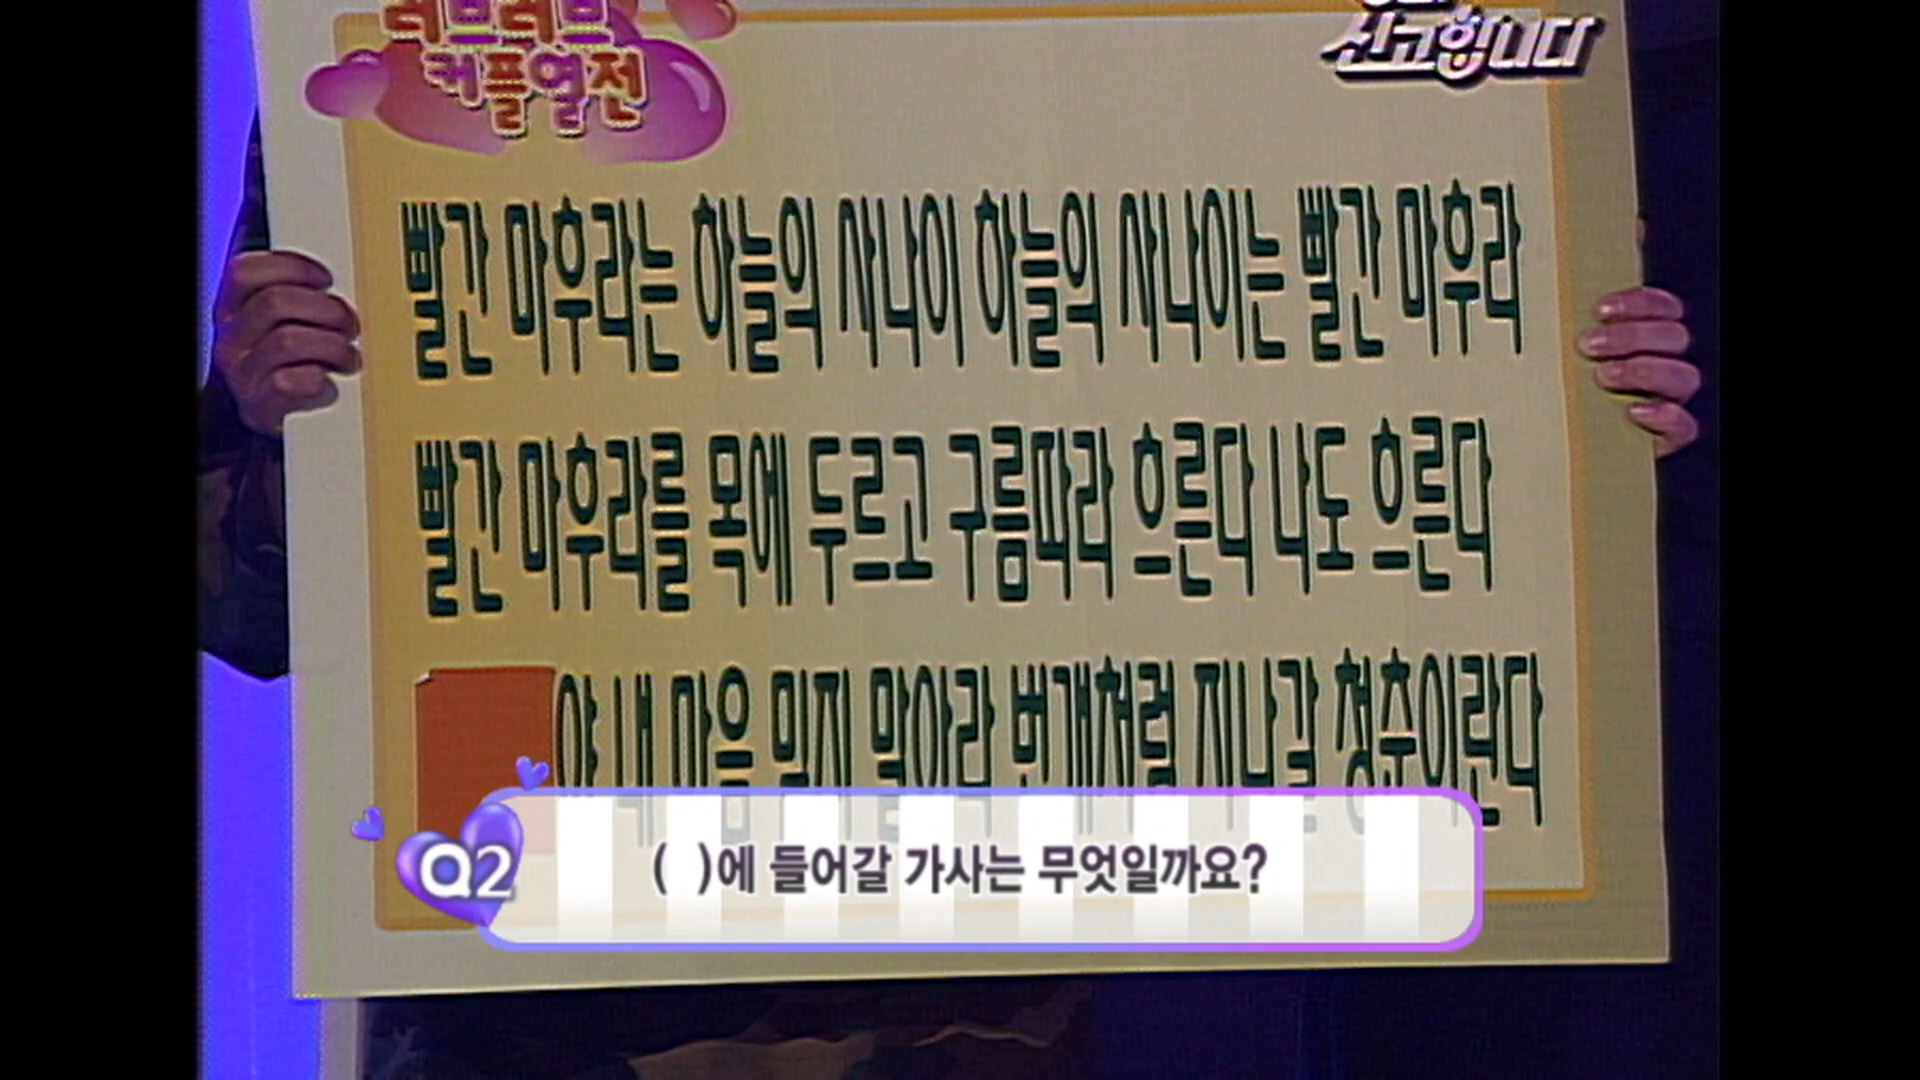 러브러브
커플열전
신고합니다
빨간 마후라는 하늘의 사나이 하늘의 사나이는 빨간 마후라
빨간 마후라를 목에 두르고 구름따라 흐른다 나도 흐른다
야 내 마음 믿지 말아라 번개처럼 지나갈 청춘이란다
Q2
( )에 들어갈 가사는 무엇일까요?